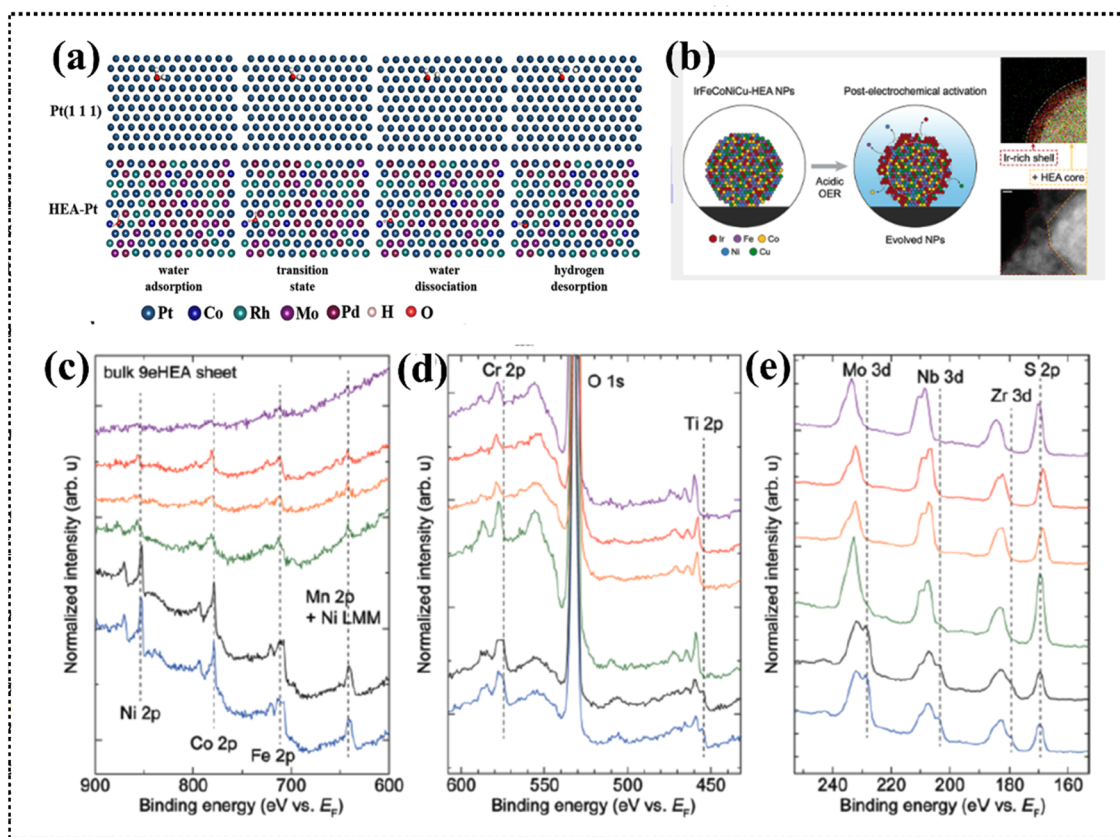 (a)
Pt(1 1 1)
HEA-Pt
water adsorption
transition state
water dissociation
hydrogen desorption
Pt Co Rh Mo Pd H O
(b)
IrFeCoNiCu-HEA NPs
Post-electrochemical activation
Acidic
OER
Ir Fe Co
Ni Cu
Evolved NPs
Ir-rich shell
+ HEA core
(c)
bulk 9eHEA sheet
Mn 2p
+ Ni LMM
Ni 2p
Co 2p
Fe 2p
Normalized intensity (arb. u)
900 800 700 600
Binding energy (eV vs. EF)
(d)
Cr 2p
O 1s
Ti 2p
Normalized intensity (arb. u)
600 550 500 450
Binding energy (eV vs. EF)
(e)
Mo 3d
Nb 3d
Zr 3d
S 2p
Normalized intensity (arb. u)
240 220 200 180 160
Binding energy (eV vs. EF)